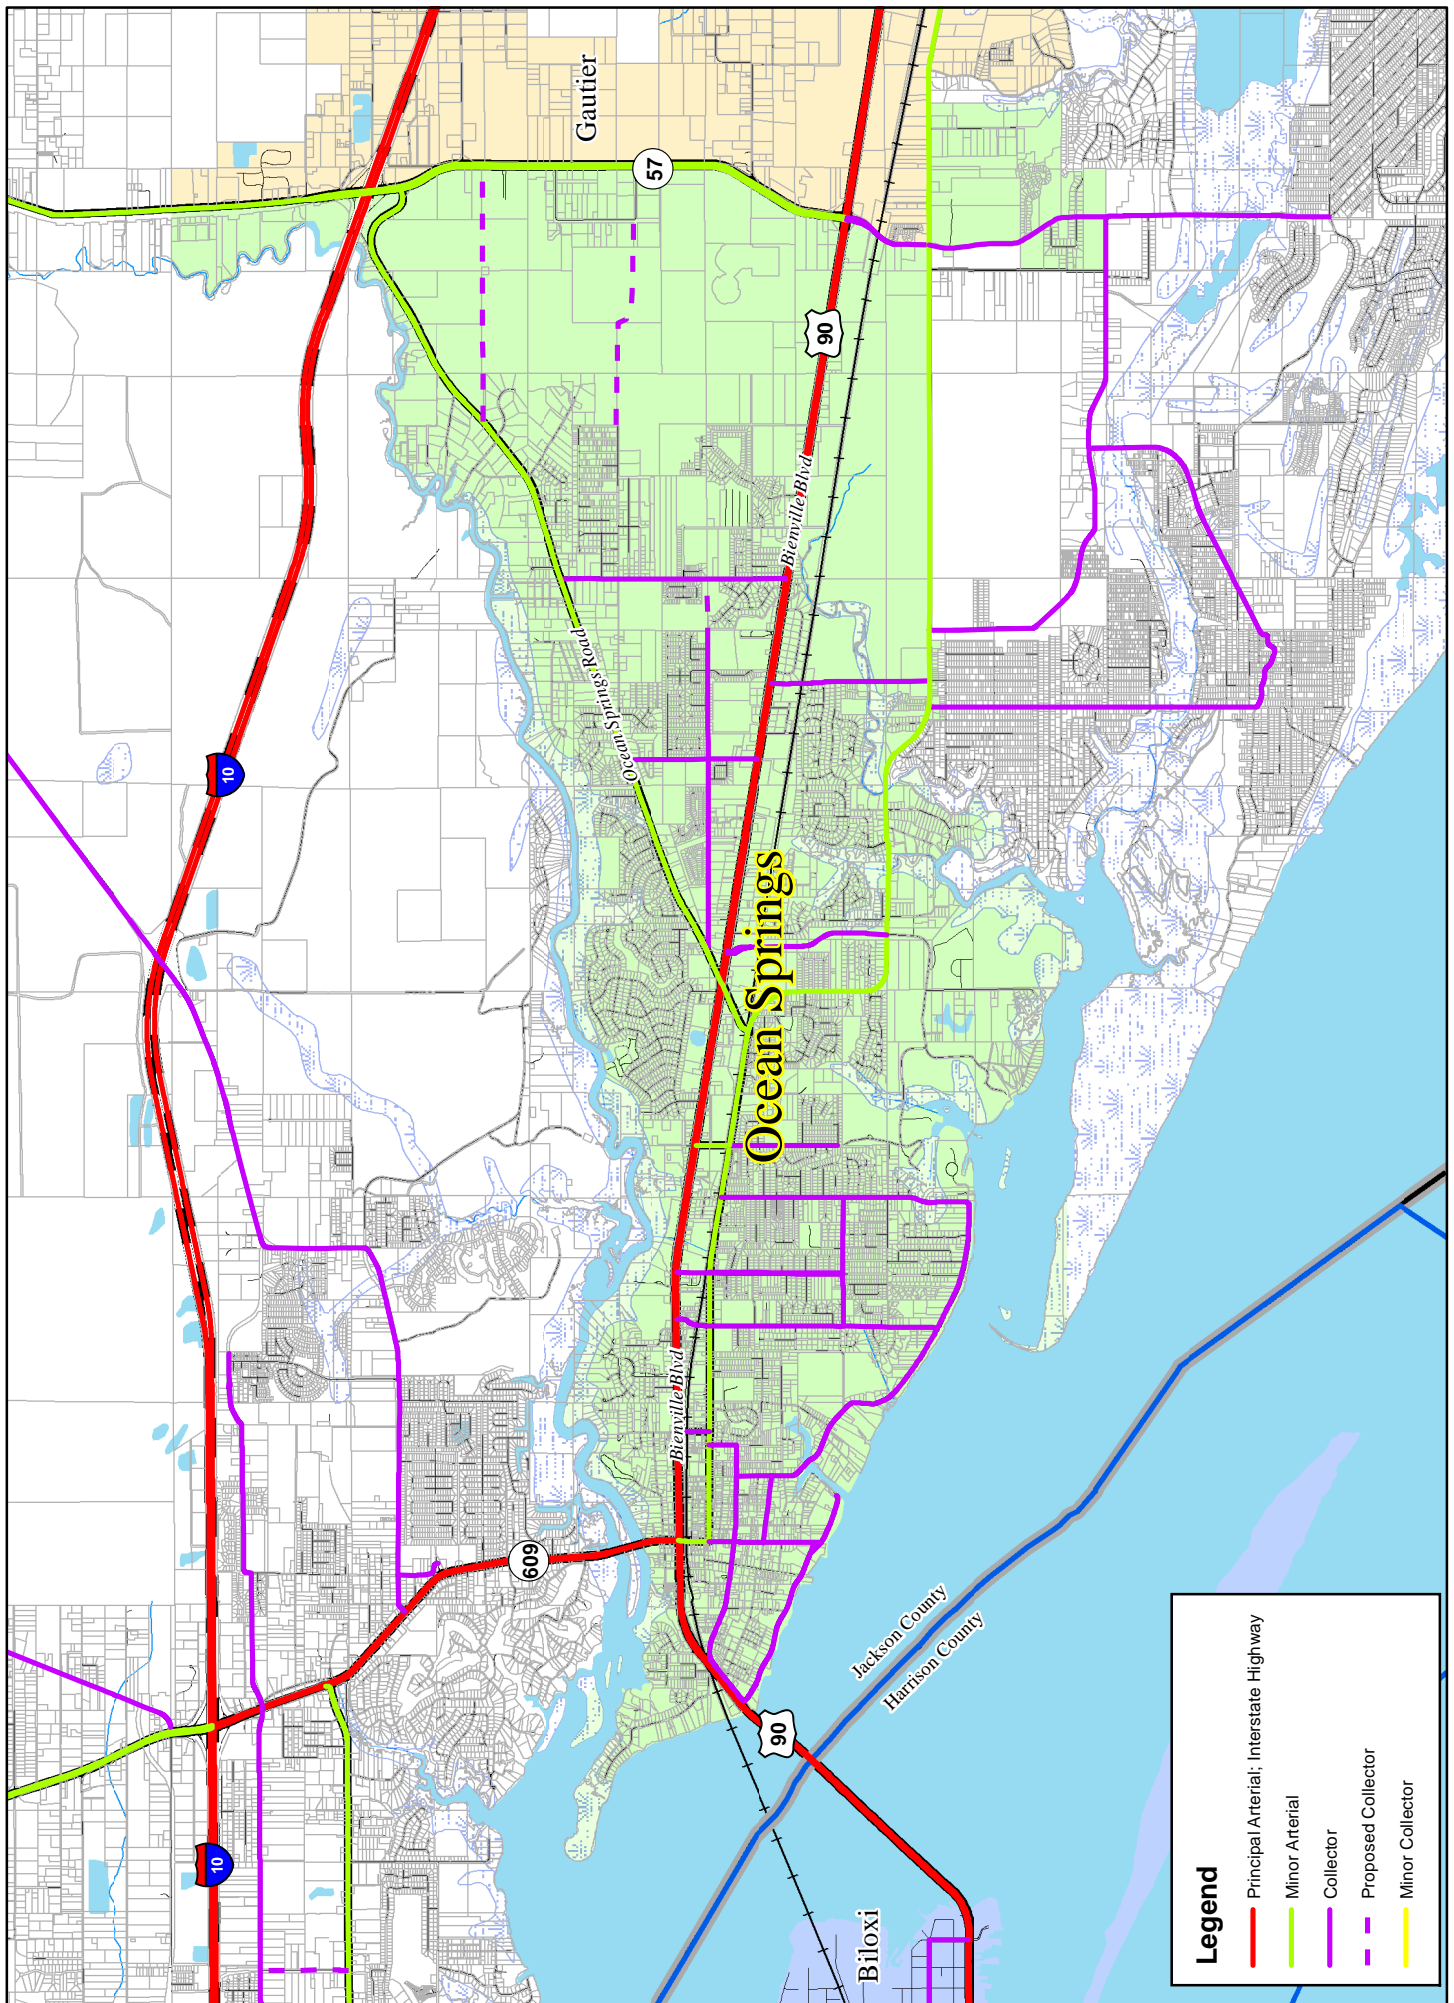 10
609
Bienville Blvd
90
Jackson County
Harrison County
Biloxi
10
Ocean Springs Road
Ocean Springs
Bienville Blvd
90
57
Gautier
10
Legend
Principal Arterial; Interstate Highway
Minor Arterial
Collector
Proposed Collector
Minor Collector